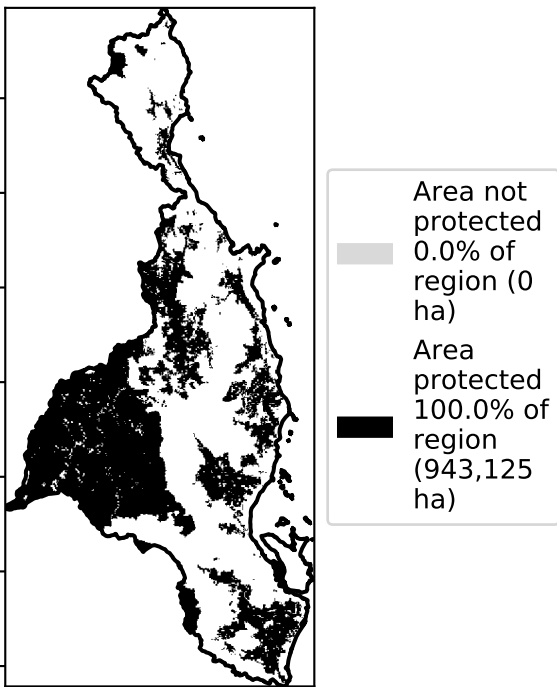 Area not
protected
0.0% of
region (0
ha)
Area
protected
100.0% of
region
(943,125
ha)